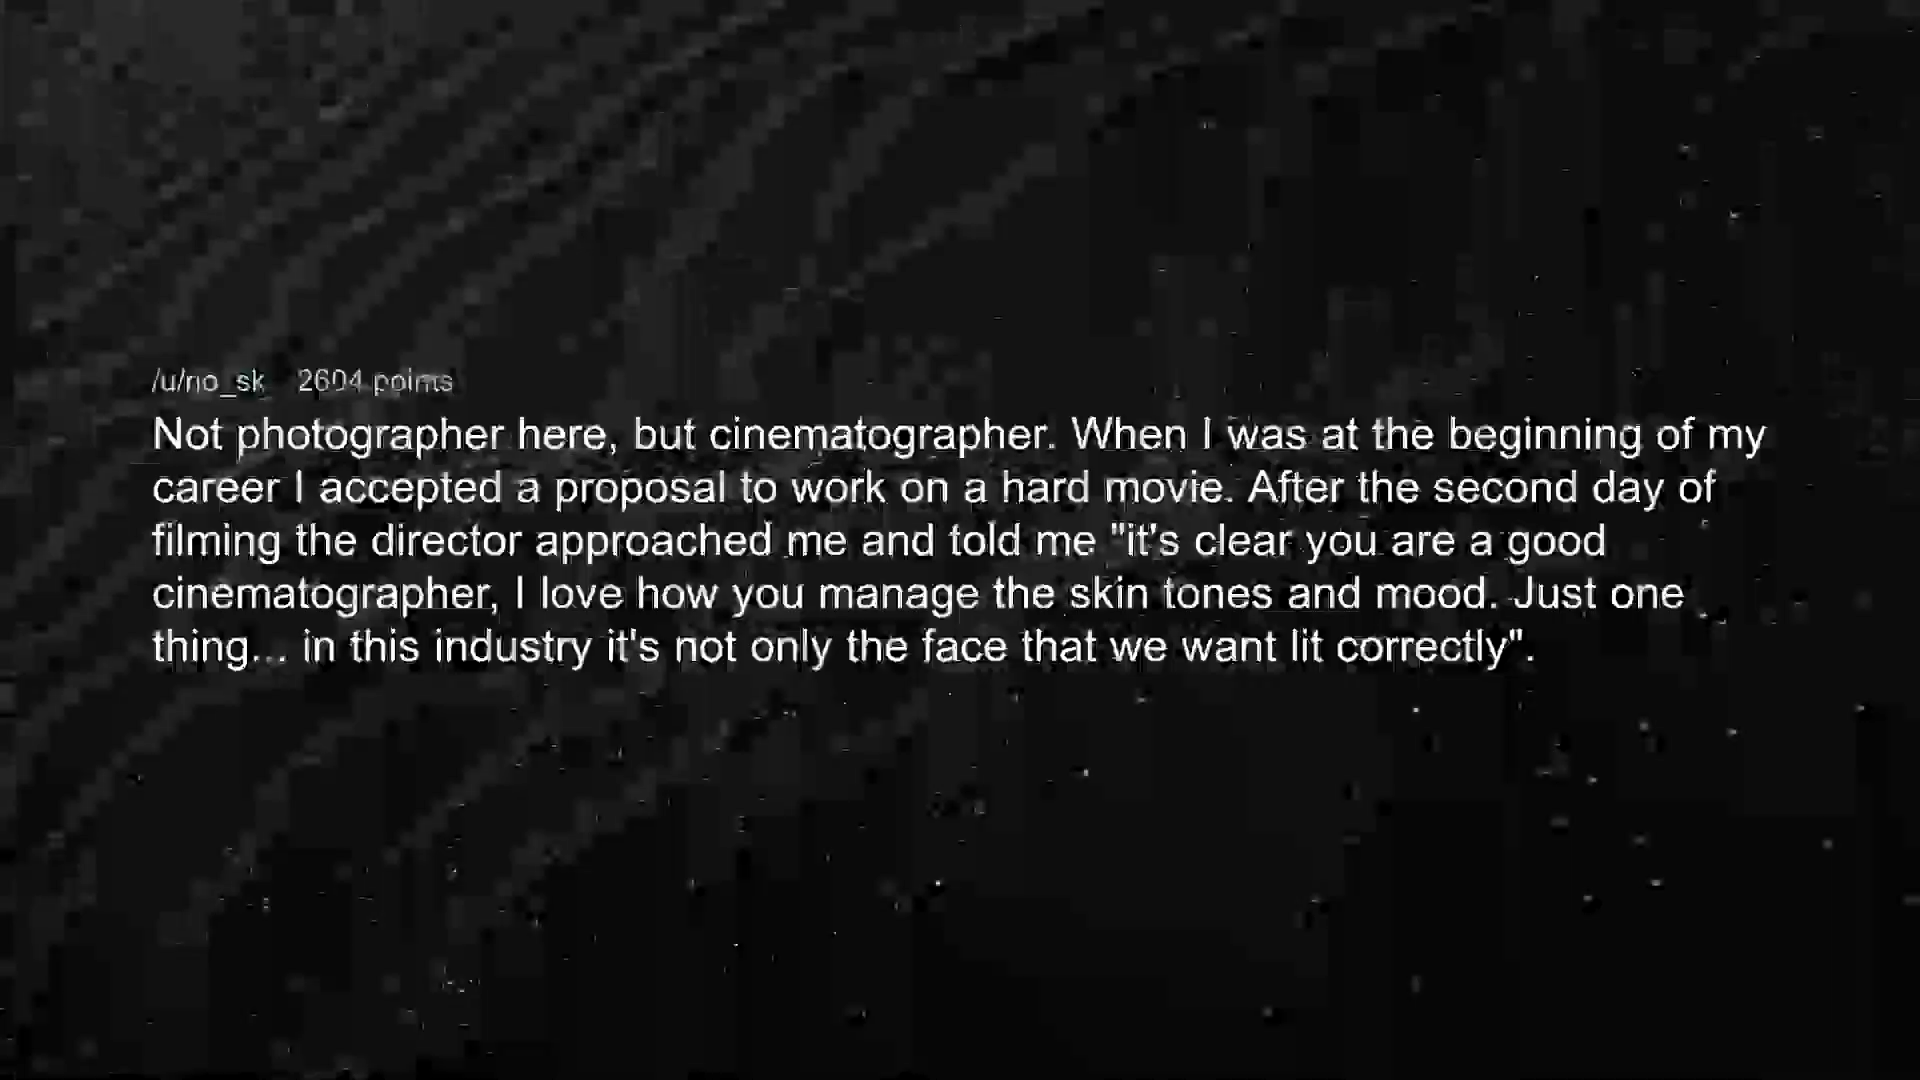 /u/no_sk 2604 points
Not photographer here, but cinematographer. When I was at the beginning of my
career I accepted a proposal to work on a hard movie. After the second day of
filming the director approached me and told me "it's clear you are a good
cinematographer, I love how you manage the skin tones and mood. Just one
thing... in this industry it's not only the face that we want lit correctly".